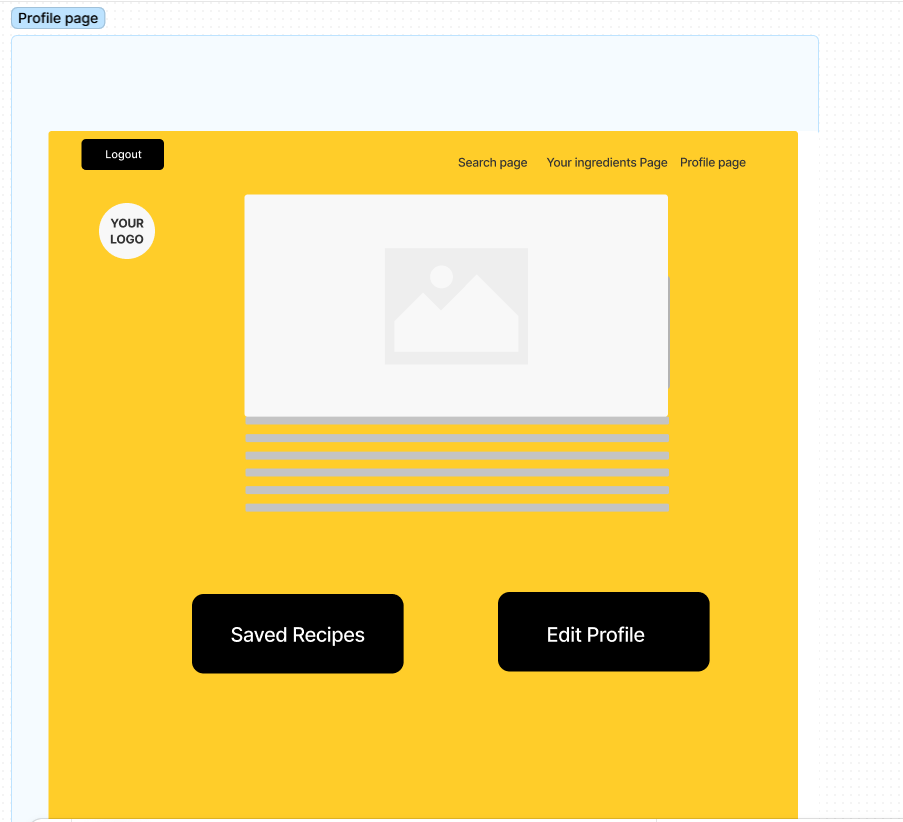 Profile page
Logout
Search page Your ingredients Page Profile page
YOUR
LOGO
Saved Recipes
Edit Profile